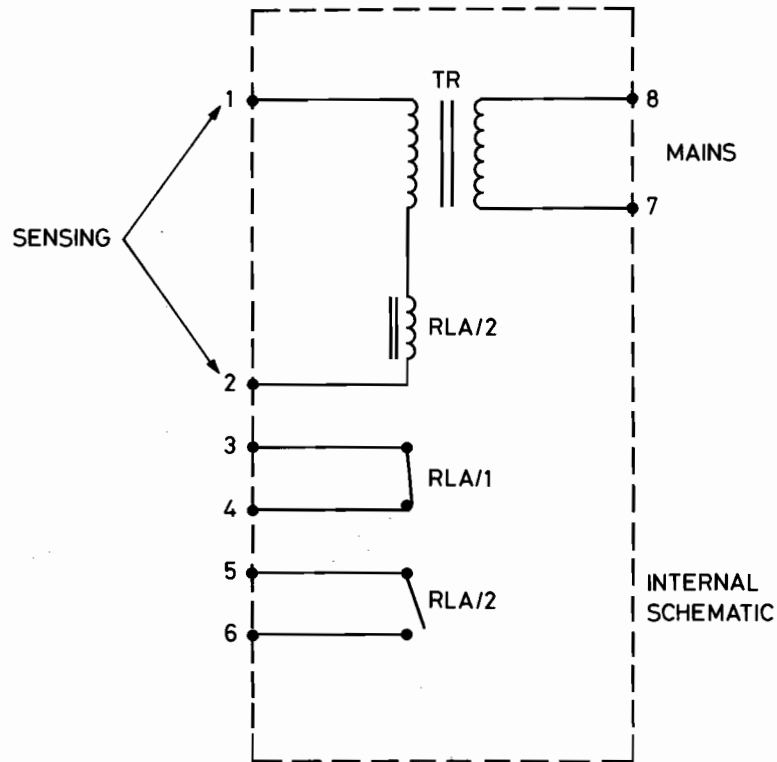 TR
1
8
MAINS
7
SENSING
RLA/2
2
3
RLA/1
4
5
RLA/2
INTERNAL
SCHEMATIC
6